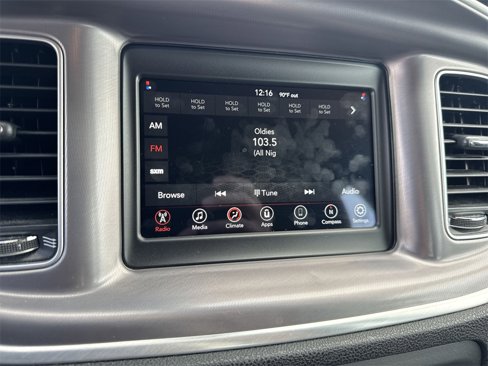 12:16 90°F out
HOLD to Set HOLD to Set HOLD to Set HOLD to Set HOLD to Set HOLD to Set
AM
FM
sxm
Oldies
103.5
(All Nig
Browse Tune Audio
Radio Media Climate Apps Phone Compass Settings